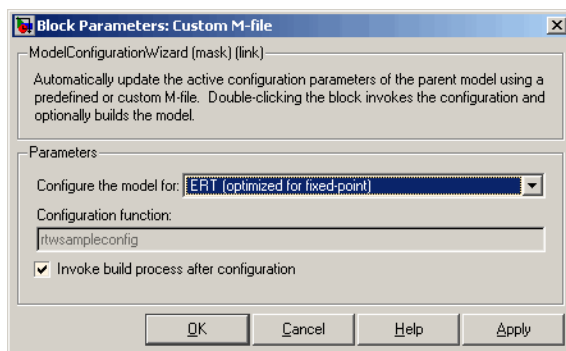 Block Parameters: Custom M-file
ModelConfigurationWizard (mask) (link)
Automatically update the active configuration parameters of the parent model using a
predefined or custom M-file. Double-clicking the block invokes the configuration and
optionally builds the model.
Parameters
Configure the model for: ERT (optimized for fixed-point)
Configuration function:
rtwsampleconfig
Invoke build process after configuration
OK Cancel Help Apply